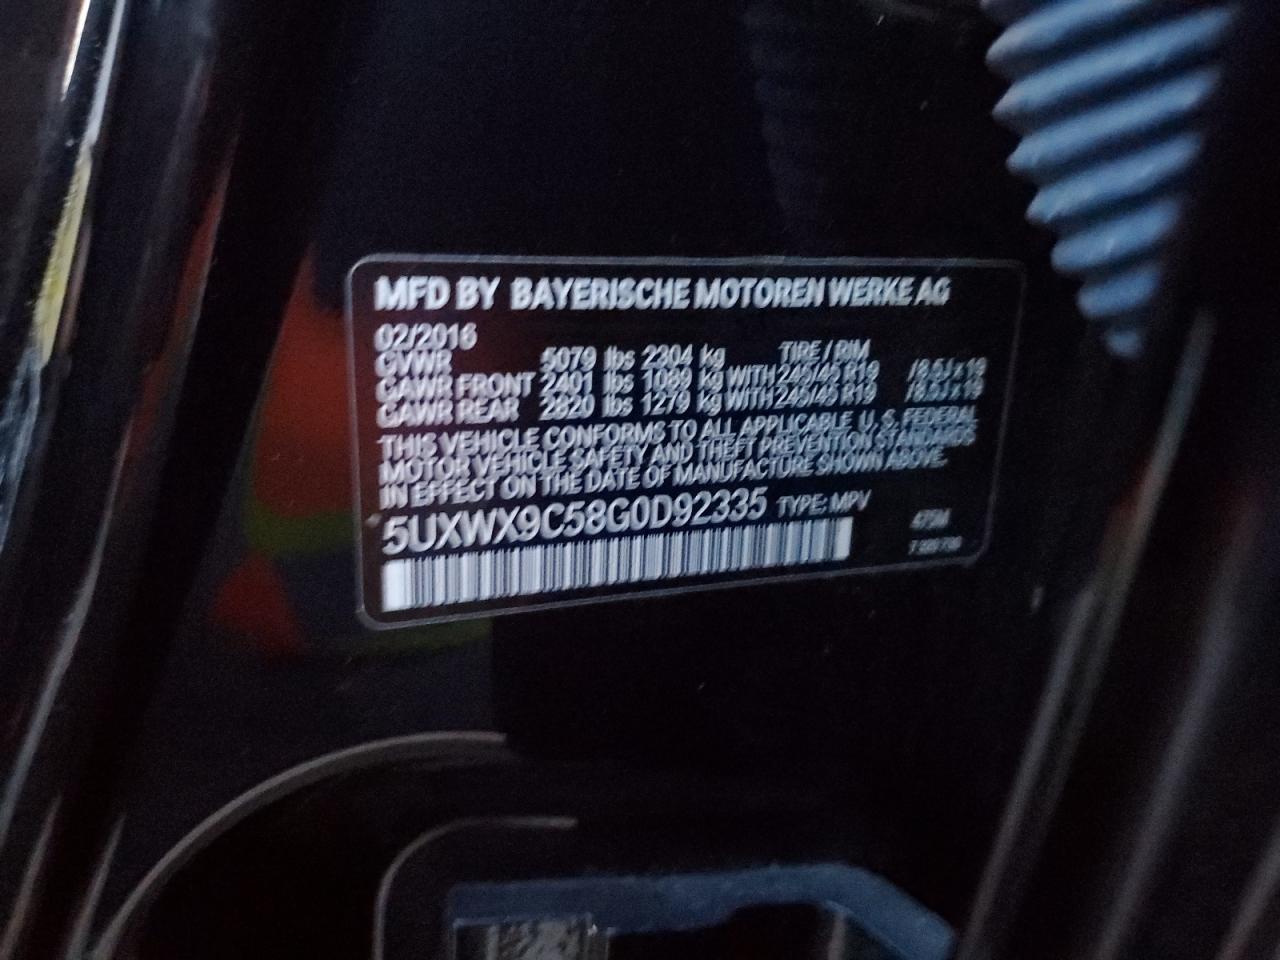 MFD BY BAYERISCHE MOTOREN WERKE AG
02/2016
GVWR 5079 lbs 2304 kg TIRE / RIM
GAWR FRONT 2401 lbs 1089 kg WITH 245/45 R19 /8.5J x 19
GAWR REAR 2820 lbs 1279 kg WITH 245/45 R19 /8.5J x 19
THIS VEHICLE CONFORMS TO ALL APPLICABLE U. S. FEDERAL
MOTOR VEHICLE SAFETY AND THEFT PREVENTION STANDARDS
IN EFFECT ON THE DATE OF MANUFACTURE SHOWN ABOVE.
5UXWX9C58G0D92335 TYPE: MPV